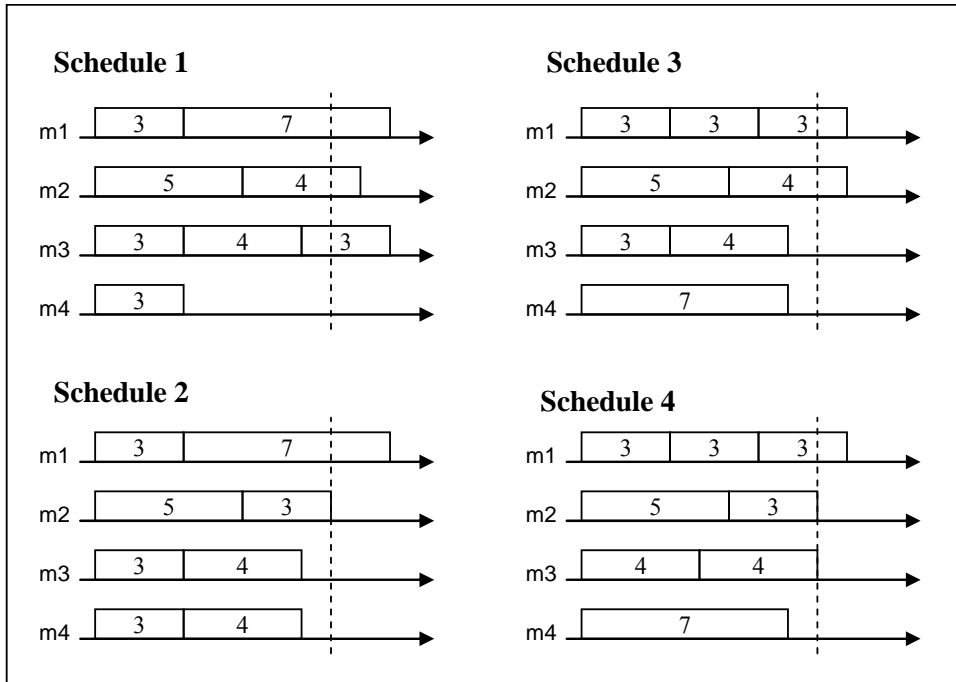 Schedule 1
m1 3 7
m2 5 4
m3 3 4 3
m4 3
Schedule 3
m1 3 3 3
m2 5 4
m3 3 4
m4 7
Schedule 2
m1 3 7
m2 5 3
m3 3 4
m4 3 4
Schedule 4
m1 3 3 3
m2 5 3
m3 4 4
m4 7